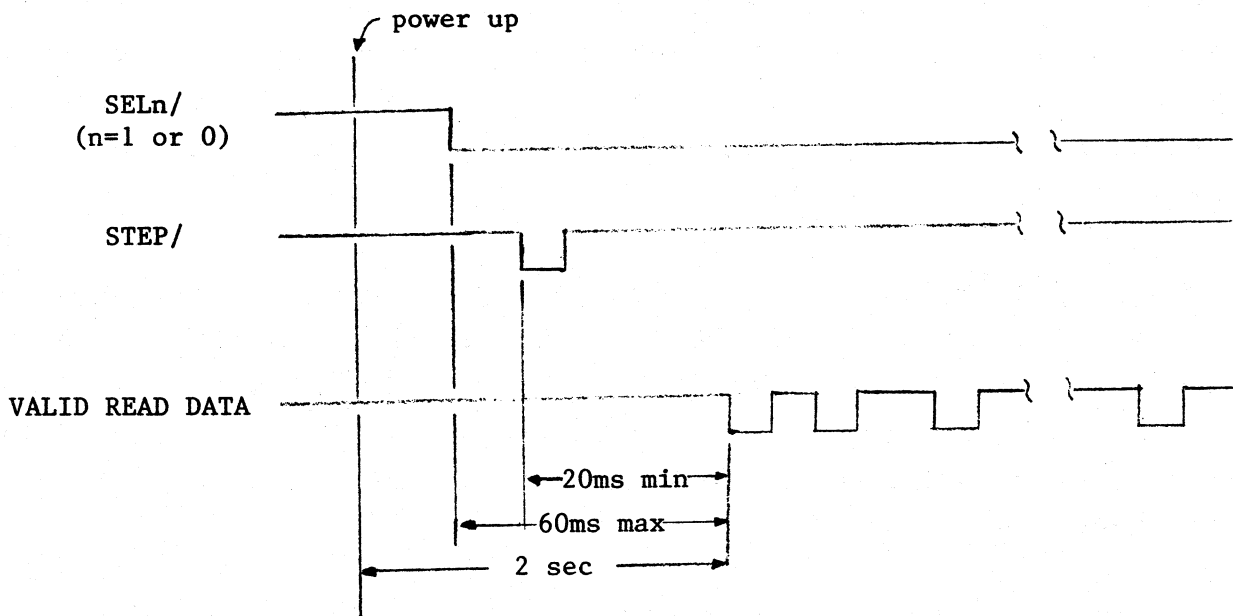 power up
SELn/
(n=1 or 0)
STEP/
VALID READ DATA
20ms min
60ms max
2 sec